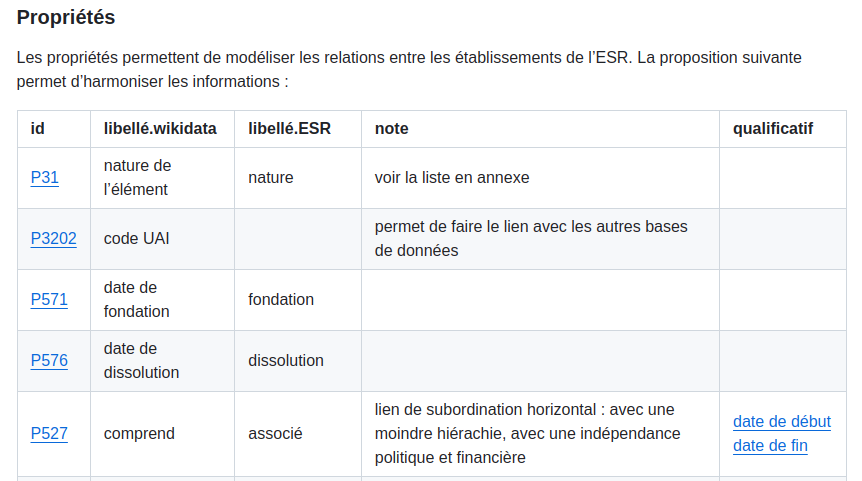 Propriétés
Les propriétés permettent de modéliser les relations entre les établissements de l’ESR. La proposition suivante
permet d’harmoniser les informations :
id libellé.wikidata libellé.ESR note qualificatif
P31 nature de l’élément nature voir la liste en annexe
P3202 code UAI permet de faire le lien avec les autres bases de données
P571 date de fondation fondation
P576 date de dissolution dissolution
P527 comprend associé lien de subordination horizontal : avec une moindre hiérachie, avec une indépendance politique et financière date de début date de fin